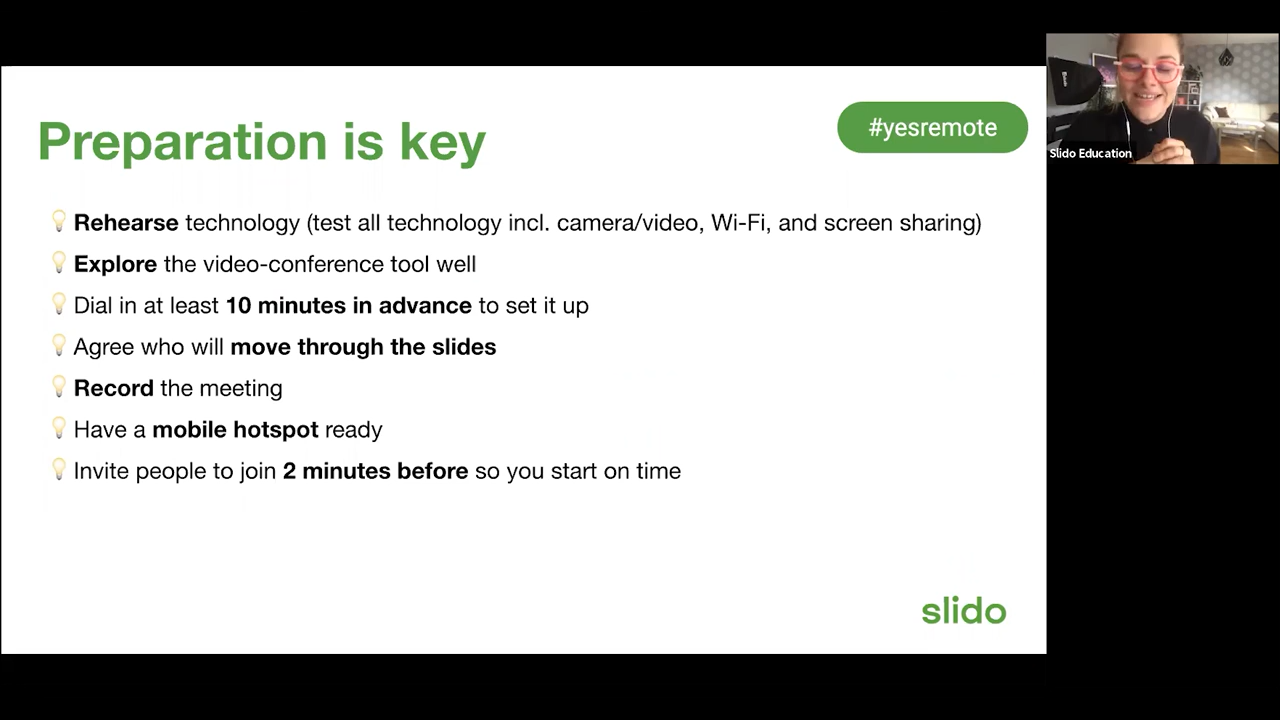 Preparation is key
#yesremote
Rehearse technology (test all technology incl. camera/video, Wi-Fi, and screen sharing)
Explore the video-conference tool well
Dial in at least 10 minutes in advance to set it up
Agree who will move through the slides
Record the meeting
Have a mobile hotspot ready
Invite people to join 2 minutes before so you start on time
slido
Slido Education